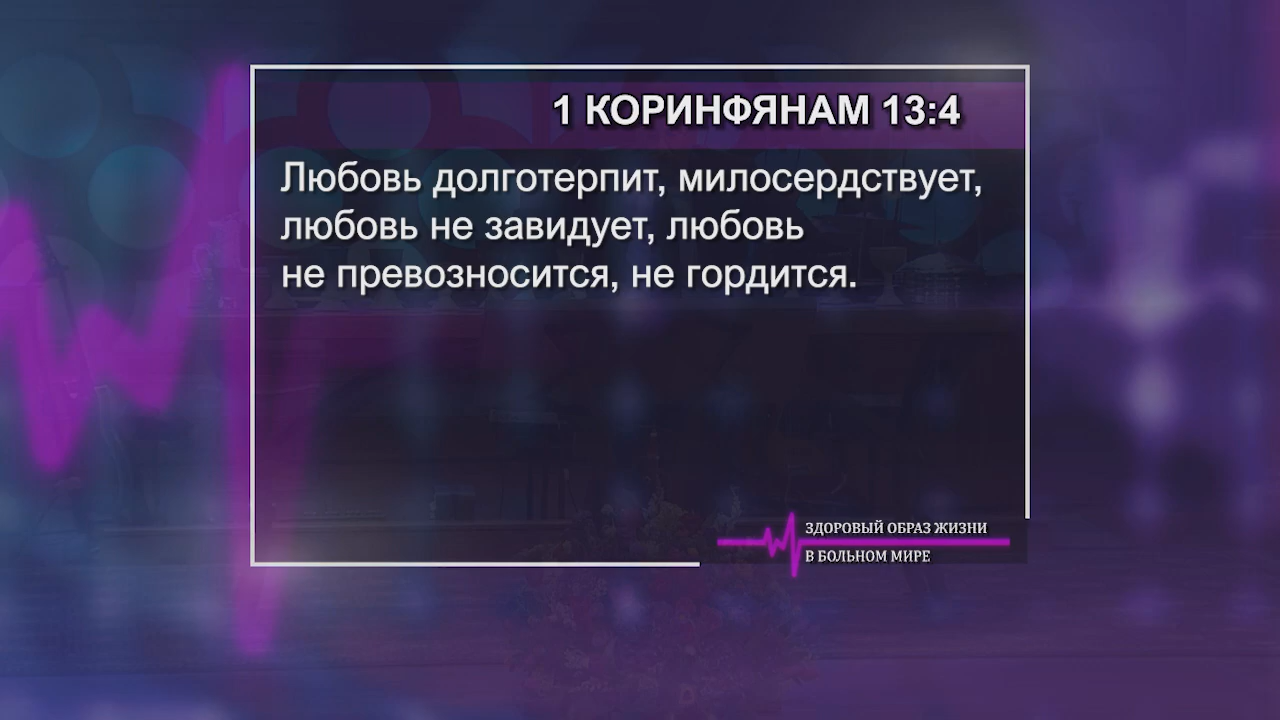 1 КОРИНФЯНАМ 13:4
Любовь долготерпит, милосердствует,
любовь не завидует, любовь
не превозносится, не гордится.
ЗДОРОВЫЙ ОБРАЗ ЖИЗНИ
В БОЛЬНОМ МИРЕ